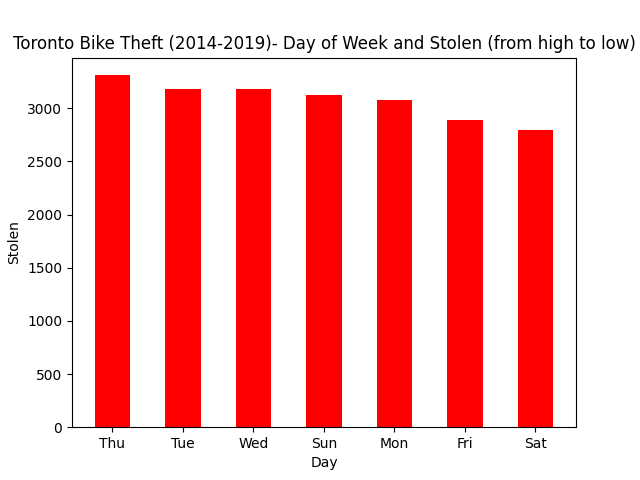 Toronto Bike Theft (2014-2019)- Day of Week and Stolen (from high to low)
3000
2500
2000
1500
1000
500
0
Stolen
Thu Tue Wed Sun Mon Fri Sat
Day